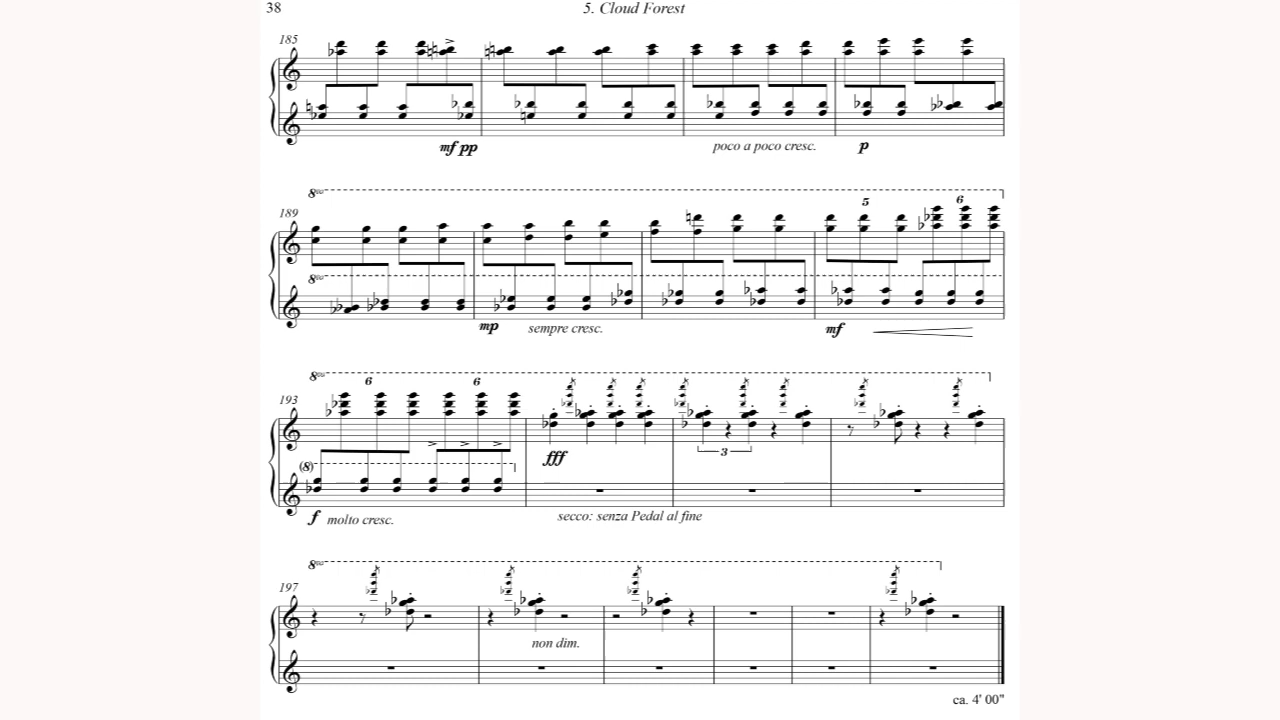 38
5. Cloud Forest
185
mf pp
poco a poco cresc.
p
8va
189
5
6
8va
mp
sempre cresc.
mf
8va
193
6
6
fff
3
(8)
f molto cresc.
secco: senza Pedal al fine
8va
197
non dim.
ca. 4' 00"